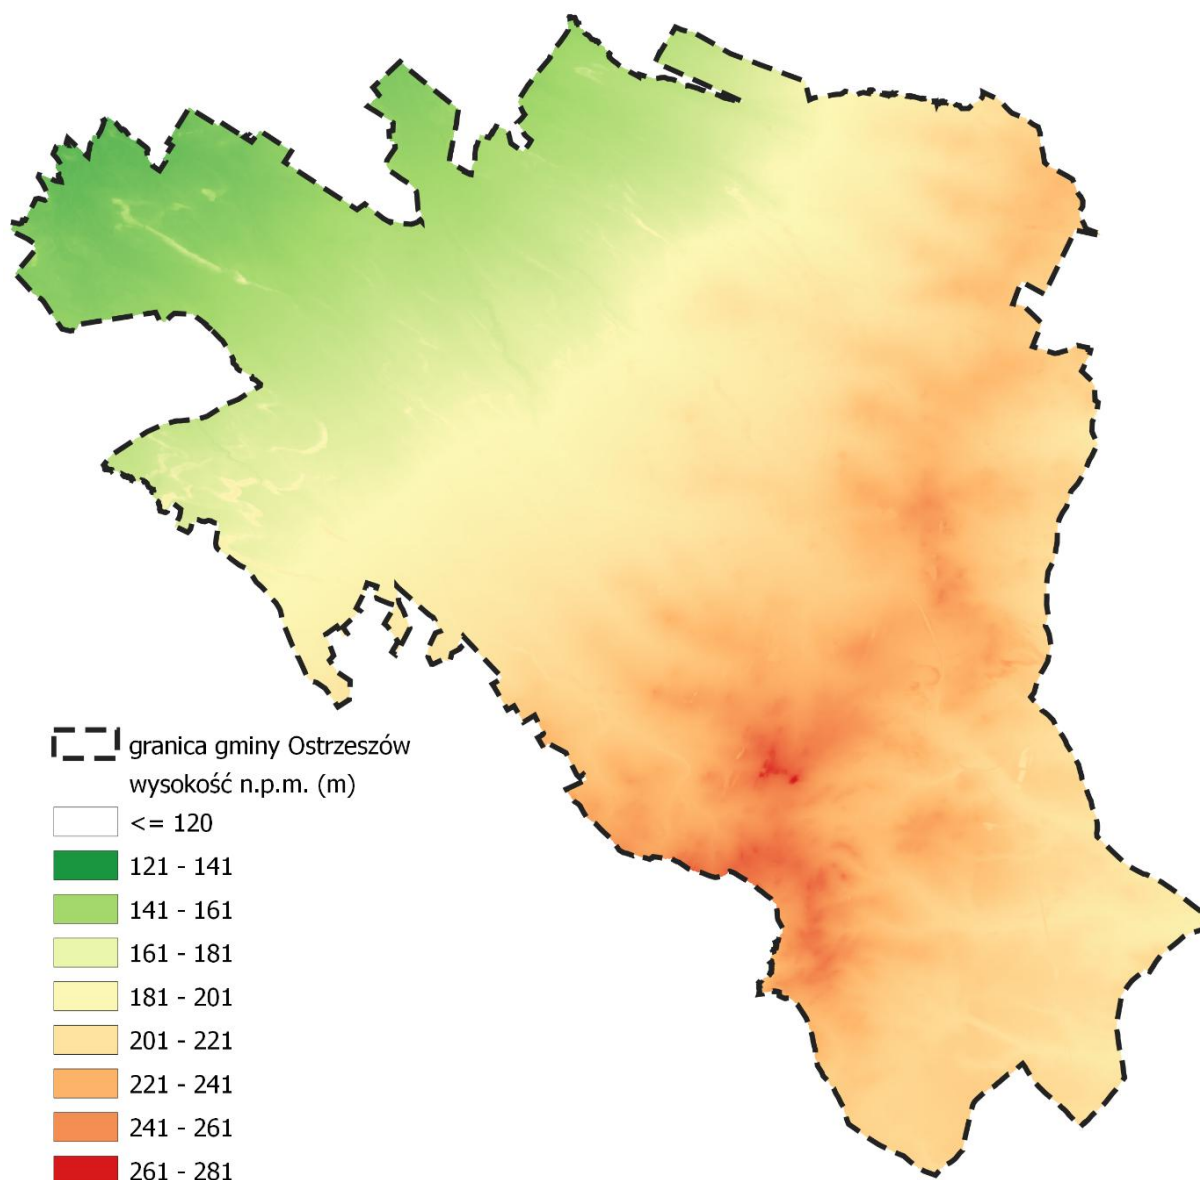 granica gminy Ostrzeszów
wysokość n.p.m. (m)
<= 120
121 - 141
141 - 161
161 - 181
181 - 201
201 - 221
221 - 241
241 - 261
261 - 281